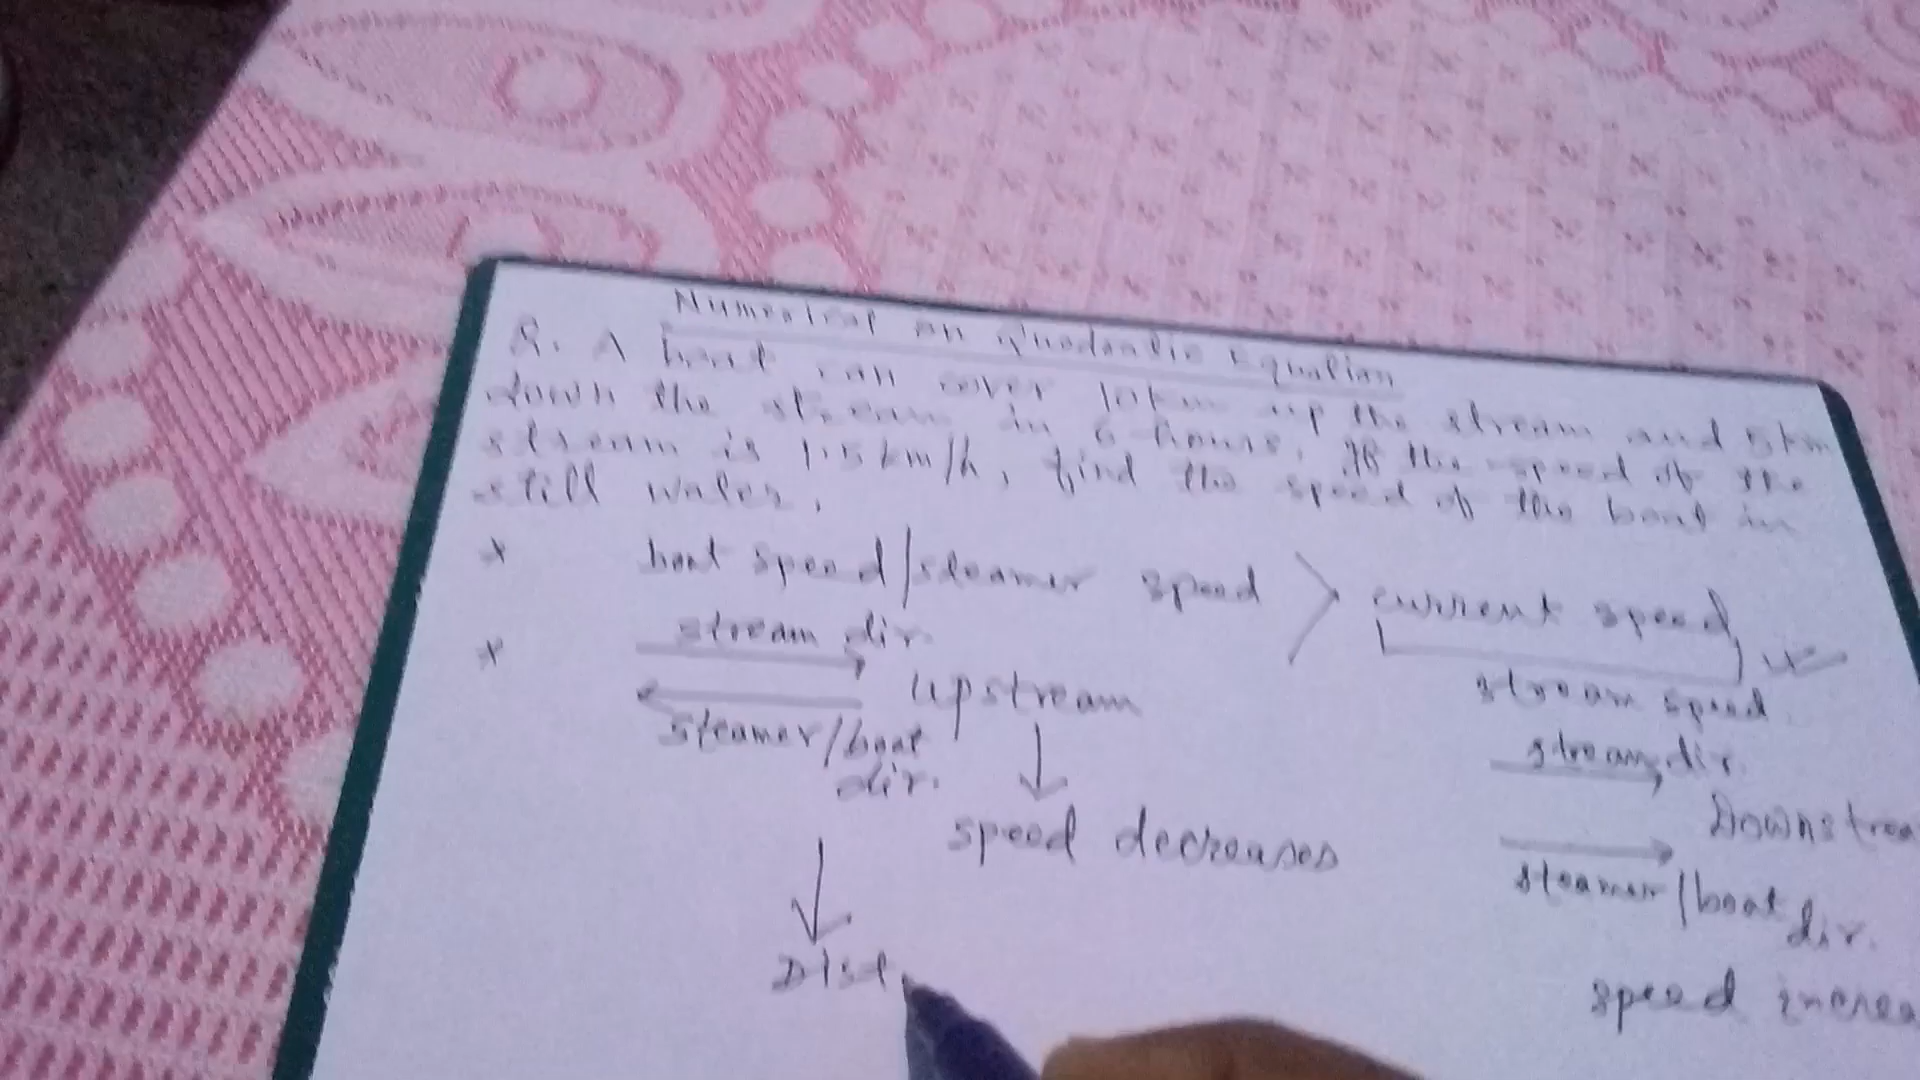 Numerical on Quadratic Equation
Q. A boat can cover 10km up the stream and 5km
down the stream in 6 hours. If the speed of the
stream is 1.5 km/h, find the speed of the boat in
still water.
* boat speed/steamer speed > current speed
stream speed
* stream dir.
upstream
steamer/boat
dir.
speed decreases
Dist
stream dir.
Downstrea
steamer/boat dir.
speed increa